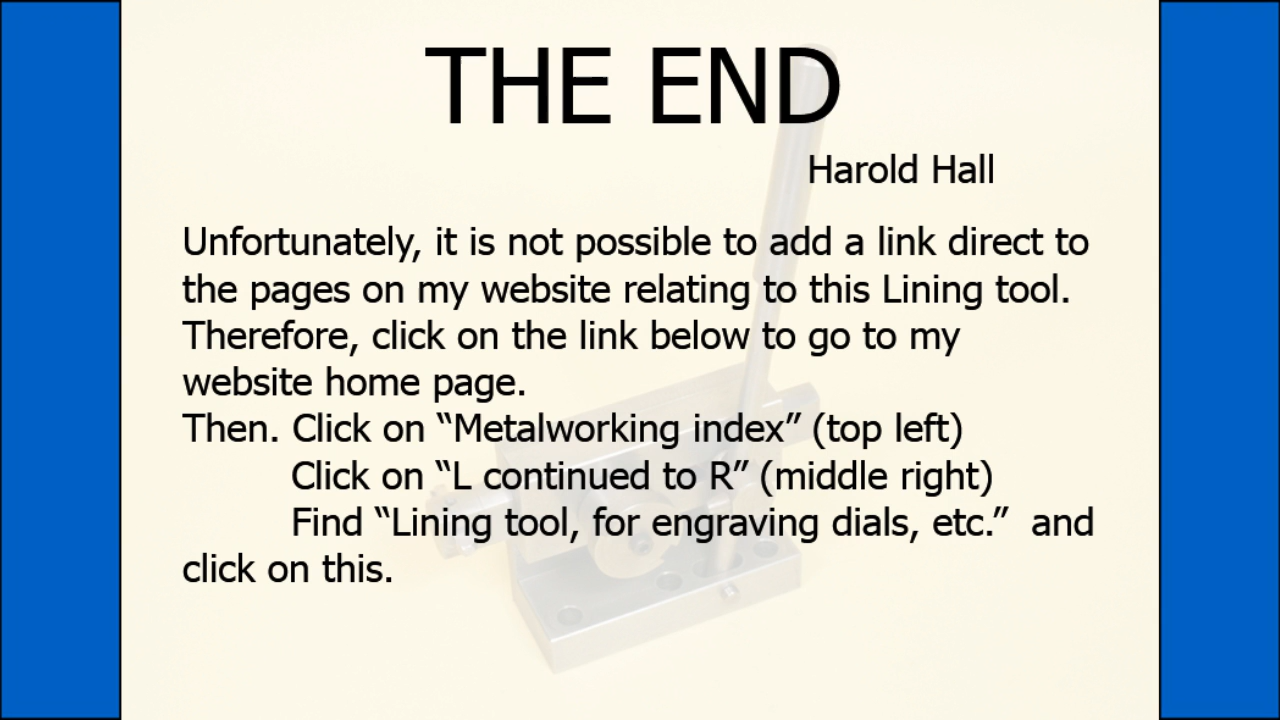 THE END
Harold Hall
Unfortunately, it is not possible to add a link direct to
the pages on my website relating to this Lining tool.
Therefore, click on the link below to go to my
website home page.
Then. Click on “Metalworking index” (top left)
Click on “L continued to R” (middle right)
Find “Lining tool, for engraving dials, etc.”  and
click on this.